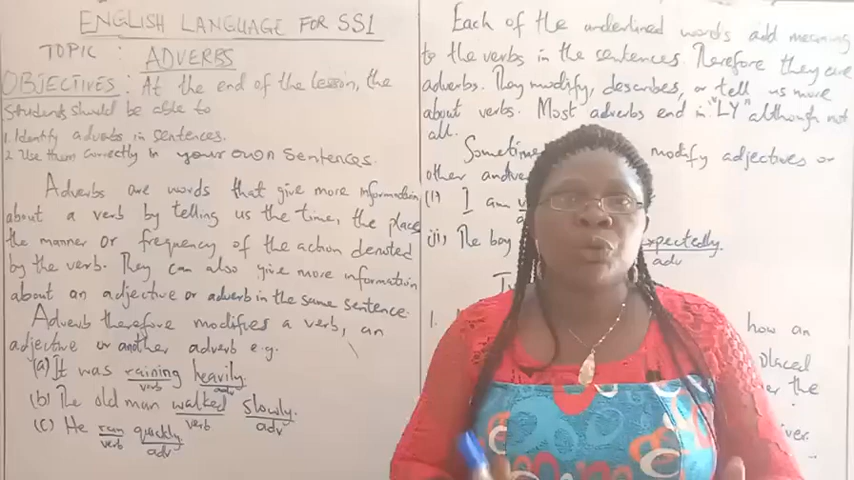 ENGLISH LANGUAGE FOR SS1
TOPIC : ADVERBS
OBJECTIVES : At the end of the lesson, the
Students should be able to
1. Identify adverbs in sentences.
2. Use them correctly in your own sentences.
Adverbs are words that give more information
about a verb by telling us the time, the place
the manner or frequency of the action denoted
by the verb. They can also give more information
about an adjective or adverb in the same sentence.
Adverb therefore modifies a verb, an
adjective or another adverb e.g.
(a) It was raining heavily.
verb adv
(b) The old man walked slowly.
verb adv
(c) He ran quickly.
verb adv
Each of the underlined words add meaning
to the verbs in the sentences. Therefore they are
adverbs. They modify, describes, or tell us more
about verbs. Most adverbs end in "LY" although not
all.
modify adjectives or
other
(i) I am
(ii) The boy expectedly.
adv
1. how an
placed
the